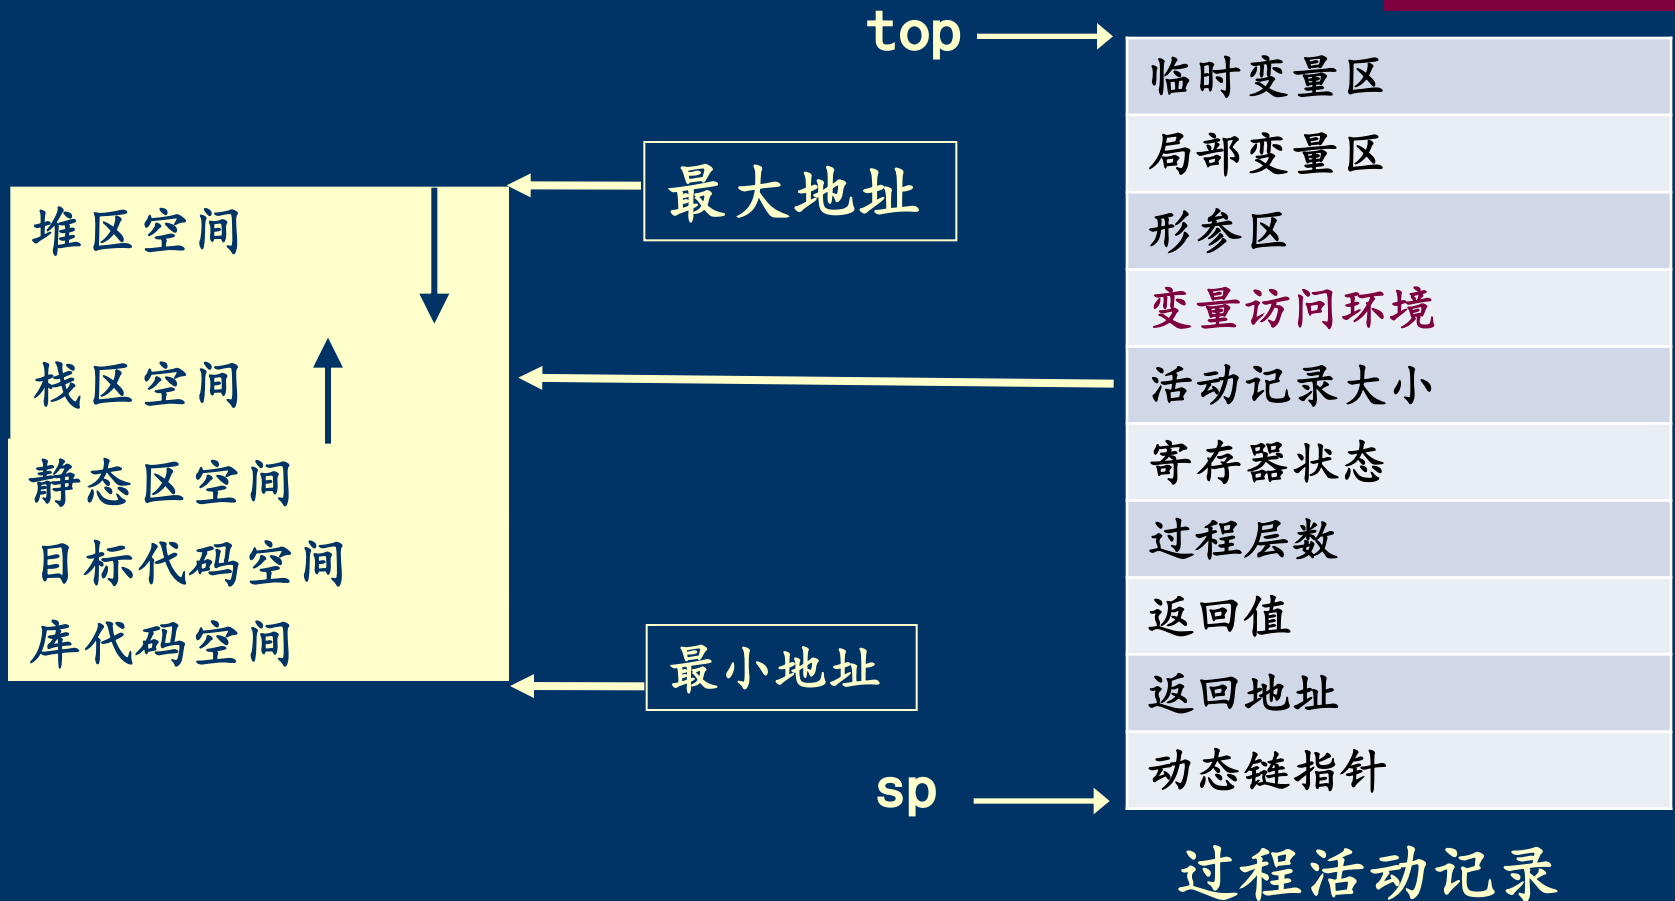 top
临时变量区
局部变量区
形参区
变量访问环境
活动记录大小
寄存器状态
过程层数
返回值
返回地址
动态链指针
sp
过程活动记录
最大地址
堆区空间
栈区空间
静态区空间
目标代码空间
库代码空间
最小地址